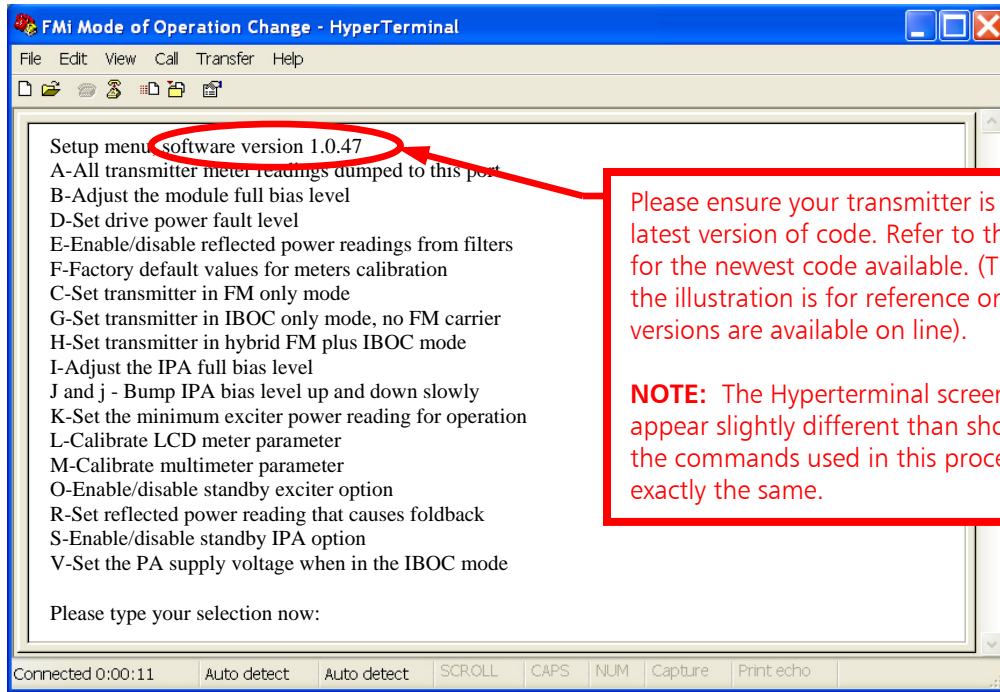 FMi Mode of Operation Change - HyperTerminal
File Edit View Call Transfer Help
Setup menu, software version 1.0.47
A-All transmitter meter readings dumped to this port
B-Adjust the module full bias level
D-Set drive power fault level
E-Enable/disable reflected power readings from filters
F-Factory default values for meters calibration
C-Set transmitter in FM only mode
G-Set transmitter in IBOC only mode, no FM carrier
H-Set transmitter in hybrid FM plus IBOC mode
I-Adjust the IPA full bias level
J and j - Bump IPA bias level up and down slowly
K-Set the minimum exciter power reading for operation
L-Calibrate LCD meter parameter
M-Calibrate multimeter parameter
O-Enable/disable standby exciter option
R-Set reflected power reading that causes foldback
S-Enable/disable standby IPA option
V-Set the PA supply voltage when in the IBOC mode
Please type your selection now:
Please ensure your transmitter is
latest version of code. Refer to
for the newest code available.
the illustration is for reference
versions are available on line).
NOTE: The Hyperterminal
appear slightly different than
the commands used in this
exactly the same.
Connected 0:00:11 Auto detect Auto detect SCROLL CAPS NUM Capture Print echo